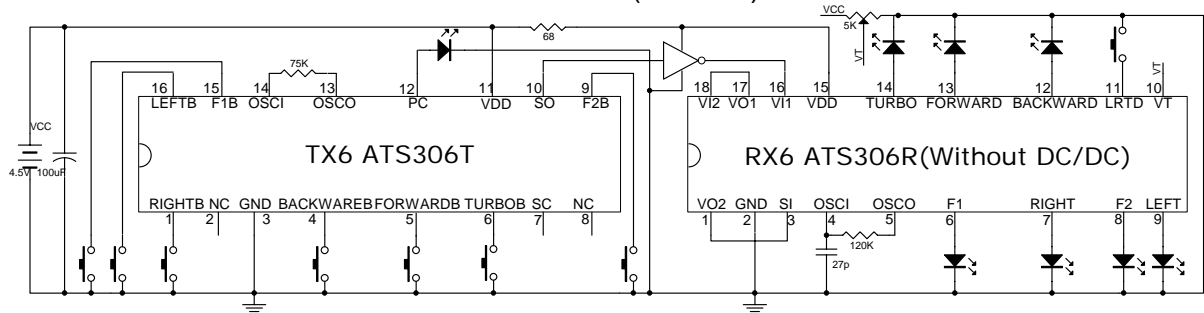 VCC 5K
68
VT
75K
16 15 14 13 12 11 10 9 18 17 16 15 14 13 12 11 10 VT
LEFTB F1B OSCI OSCO PC VDD SO F2B VI2 VO1 VI1 VDD TURBO FORWARD BACKWARD LRTD VT
VCC
TX6 ATS306T RX6 ATS306R(Without DC/DC)
4.5V 100uF
RIGHTB NC GND BACKWAREB FORWARDB TURBOB SC NC VO2 GND SI OSCI OSCO F1 RIGHT F2 LEFT
1 2 3 4 5 6 7 8 1 2 3 4 5 6 7 8 9
120K
27p